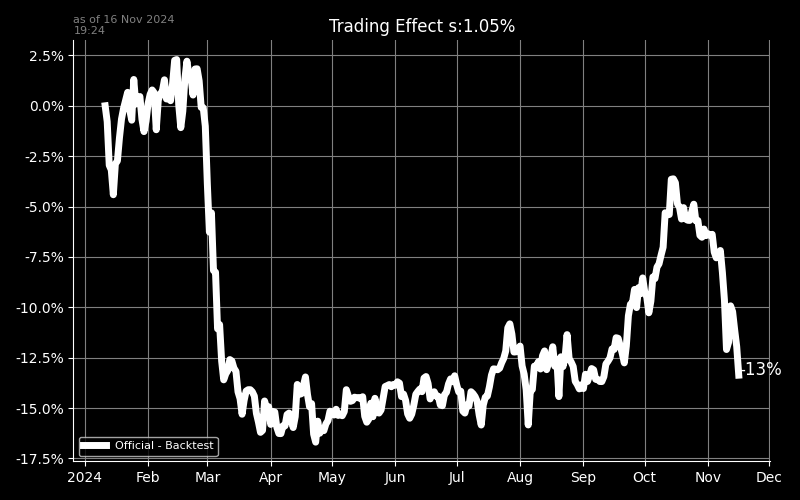 as of 16 Nov 2024
19:24
Trading Effect s:1.05%
2.5%
0.0%
-2.5%
-5.0%
-7.5%
-10.0%
-12.5%
-15.0%
-17.5%
-13%
Official - Backtest
2024 Feb Mar Apr May Jun Jul Aug Sep Oct Nov Dec